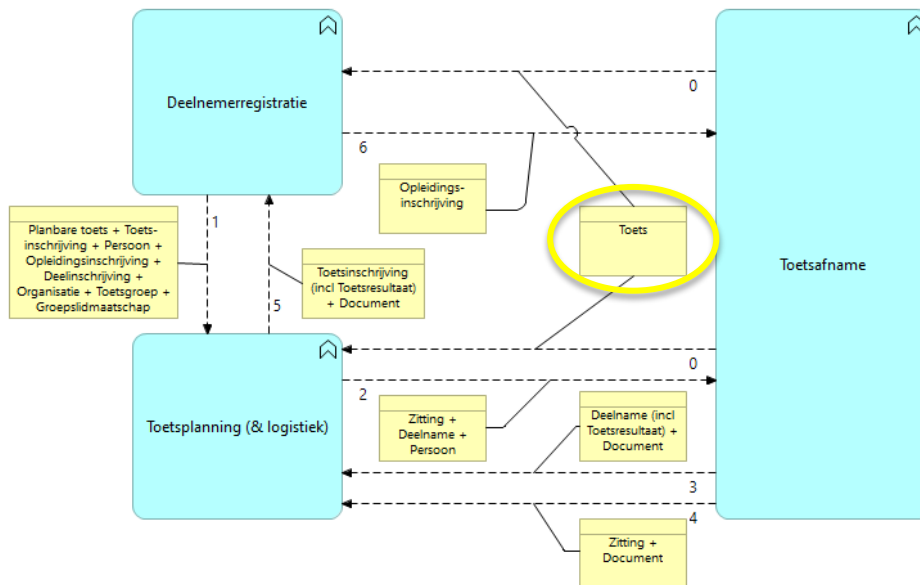 Deelnemerregistratie
0
6
Opleidings-
inschrijving
Toets
Toetsafname
1
Planbare toets + Toets-
inschrijving + Persoon +
Opleidingsinschrijving +
Deelinschrijving +
Organisatie + Toetsgroep +
Groepslidmaatschap
Toetsinschrijving
(incl Toetsresultaat)
+ Document
5
Toetsplanning (& logistiek)
0
2
Zitting +
Deelname +
Persoon
Deelname (incl
Toetsresultaat) +
Document
3
4
Zitting +
Document